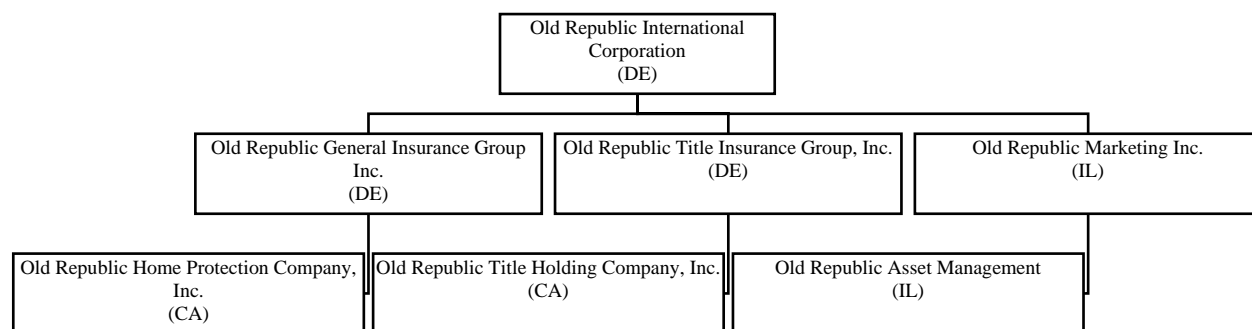 Old Republic International
Corporation
(DE)
Old Republic General Insurance Group
Inc.
(DE)
Old Republic Title Insurance Group, Inc.
(DE)
Old Republic Marketing Inc.
(IL)
Old Republic Home Protection Company,
Inc.
(CA)
Old Republic Title Holding Company, Inc.
(CA)
Old Republic Asset Management
(IL)